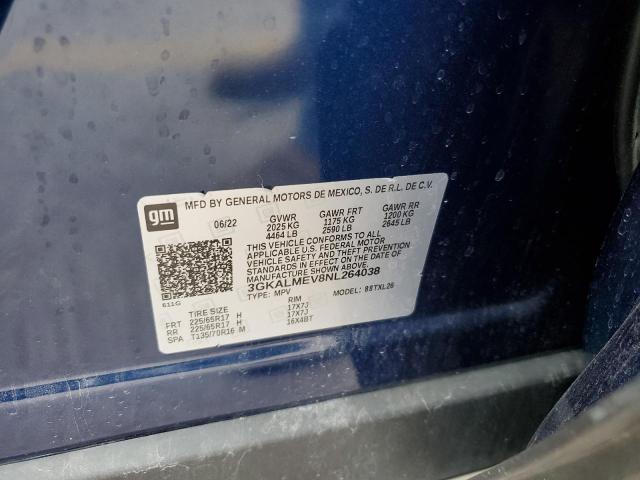 gm
MFD BY GENERAL MOTORS DE MEXICO, S. DE R.L. DE C.V.
06/22 GVWR GAWR FRT GAWR RR
2025 KG 1175 KG 1200 KG
4464 LB 2590 LB 2645 LB
THIS VEHICLE CONFORMS TO ALL
APPLICABLE U.S. FEDERAL MOTOR
VEHICLE SAFETY AND THEFT PREVENTION
STANDARDS IN EFFECT ON THE DATE OF
MANUFACTURE SHOWN ABOVE.
3GKALMEV8NL264038
611G TYPE: MPV MODEL: 88TXL26
TIRE SIZE RIM
FRT 225/65R17 H 17X7J
RR 225/65R17 H 17X7J
SPA T135/70R16 M 16X4BT